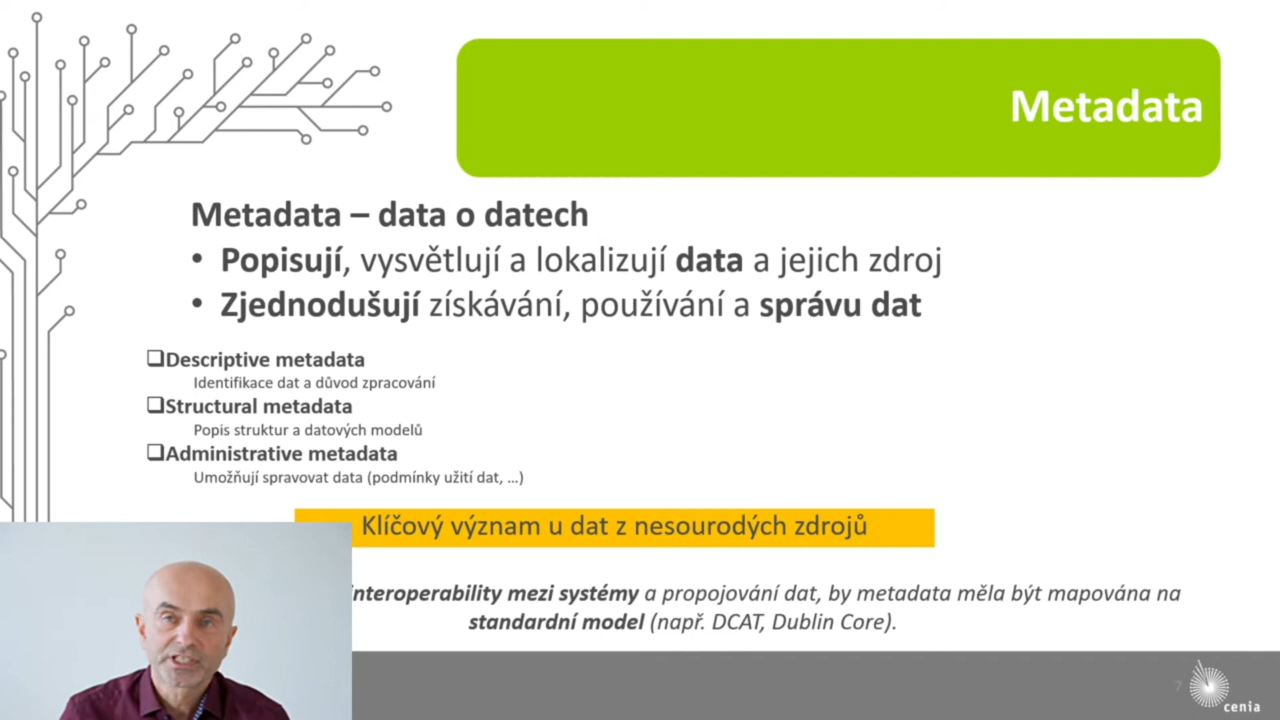 Metadata
Metadata – data o datech
• Popisují, vysvětlují a lokalizují data a jejich zdroj
• Zjednodušují získávání, používání a správu dat
❑Descriptive metadata
Identifikace dat a důvod zpracování
❑Structural metadata
Popis struktur a datových modelů
❑Administrative metadata
Umožňují spravovat data (podmínky užití dat, …)
Klíčový význam u dat z nesourodých zdrojů
interoperability mezi systémy a propojování dat, by metadata měla být mapována na
standardní model (např. DCAT, Dublin Core).
7
cenia